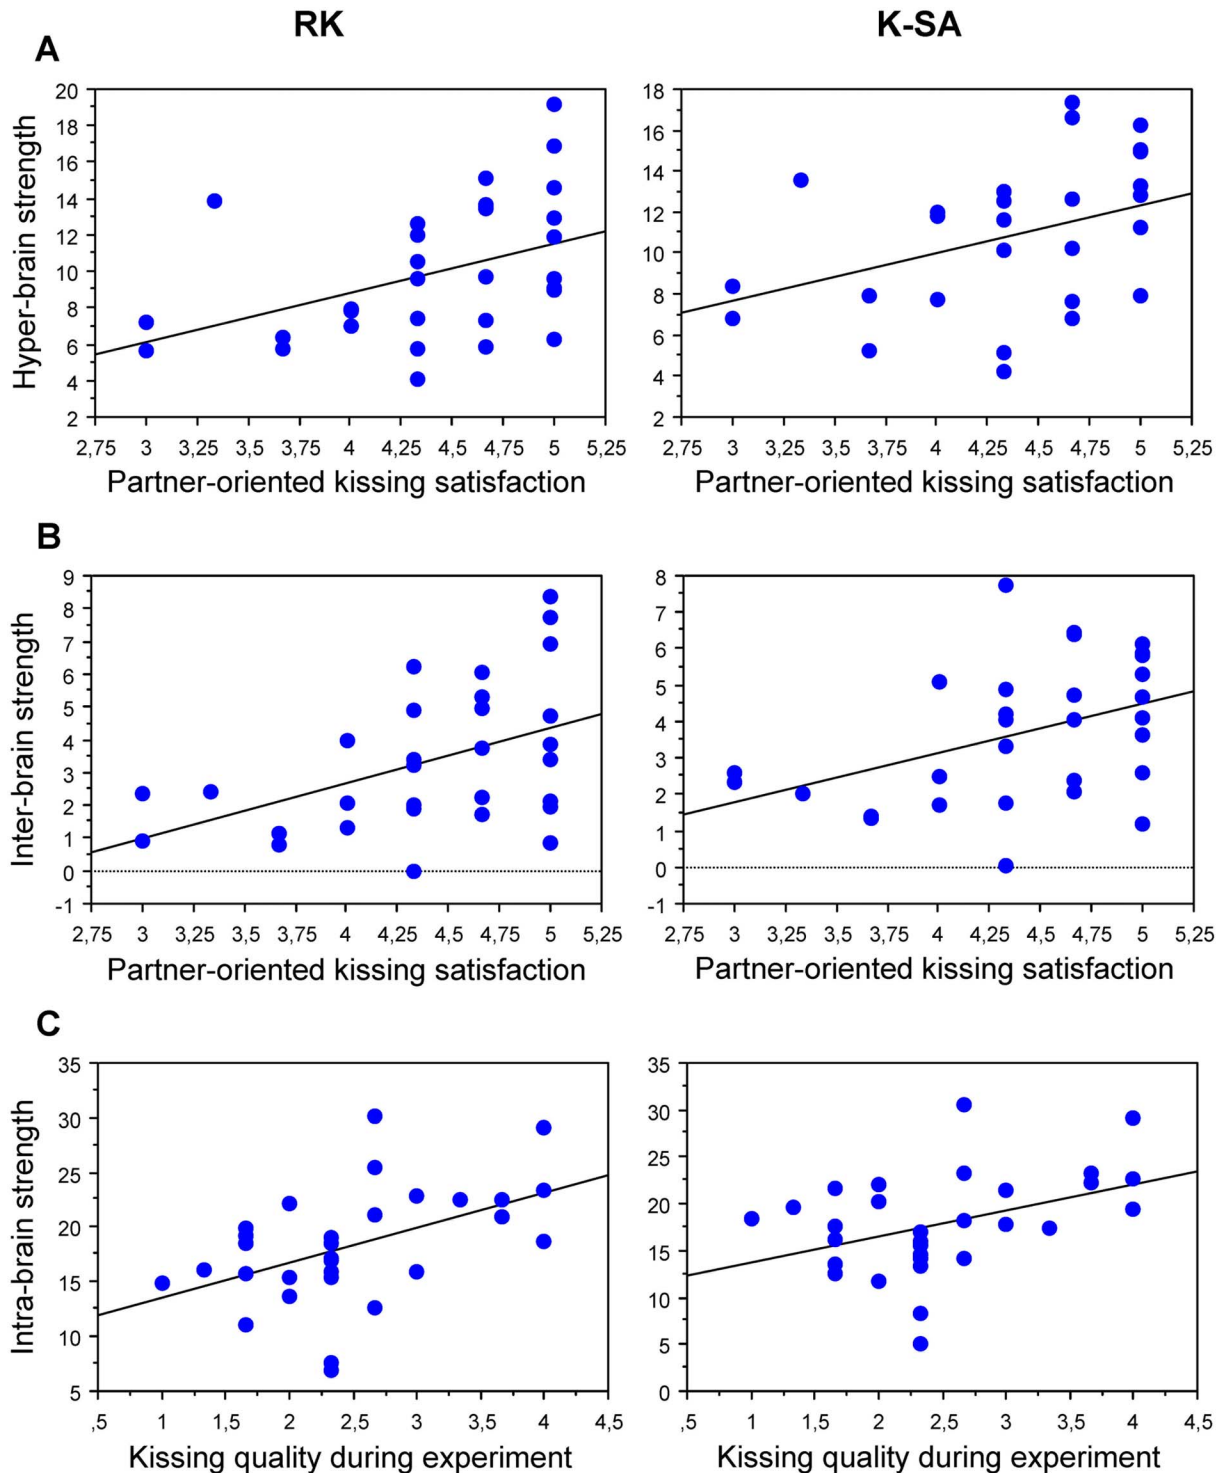 RK
K-SA
A
Hyper-brain strength
20
18
16
14
12
10
8
6
4
2
2,75 3 3,25 3,75 4 4,25 4,5 4,75 5 5,25
Partner-oriented kissing satisfaction
18
16
14
12
10
8
6
4
2
2,75 3 3,25 3,75 4 4,25 4,5 4,75 5 5,25
Partner-oriented kissing satisfaction
B
Inter-brain strength
9
8
7
6
5
4
3
2
1
0
-1
2,75 3 3,25 3,75 4 4,25 4,5 4,75 5 5,25
Partner-oriented kissing satisfaction
8
7
6
5
4
3
2
1
0
-1
2,75 3 3,25 3,75 4 4,25 4,5 4,75 5 5,25
Partner-oriented kissing satisfaction
C
Intra-brain strength
35
30
25
20
15
10
5
,5 1 1,5 2 2,5 3 3,5 4 4,5
Kissing quality during experiment
35
30
25
20
15
10
5
0
,5 1 1,5 2 2,5 3 3,5 4 4,5
Kissing quality during experiment